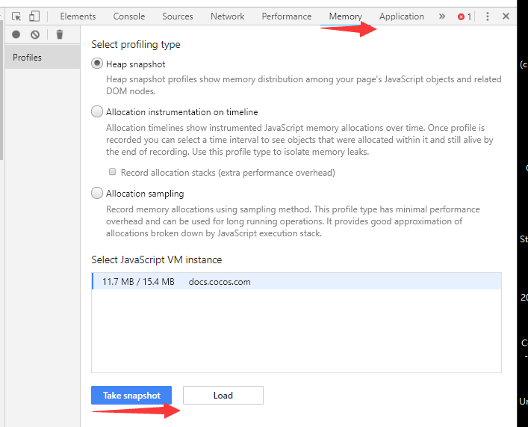 Elements Console Sources Network Performance Memory Application » 1
Profiles
Select profiling type
Heap snapshot
Heap snapshot profiles show memory distribution among your page's JavaScript objects and related
DOM nodes.
Allocation instrumentation on timeline
Allocation timelines show instrumented JavaScript memory allocations over time. Once profile is
recorded you can select a time interval to see objects that were allocated within it and still alive by
the end of recording. Use this profile type to isolate memory leaks.
Record allocation stacks (extra performance overhead)
Allocation sampling
Record memory allocations using sampling method. This profile type has minimal performance
overhead and can be used for long running operations. It provides good approximation of
allocations broken down by JavaScript execution stack.
Select JavaScript VM instance
11.7 MB / 15.4 MB docs.cocos.com
Take snapshot Load